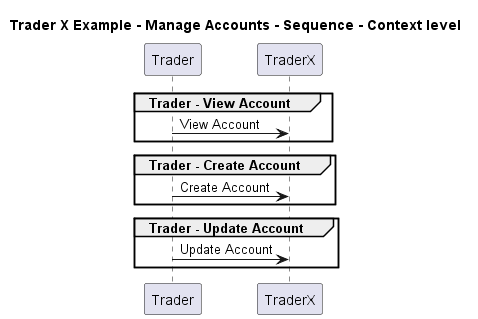 Trader X Example - Manage Accounts - Sequence - Context level
Trader TraderX
Trader - View Account
View Account
Trader - Create Account
Create Account
Trader - Update Account
Update Account
Trader TraderX